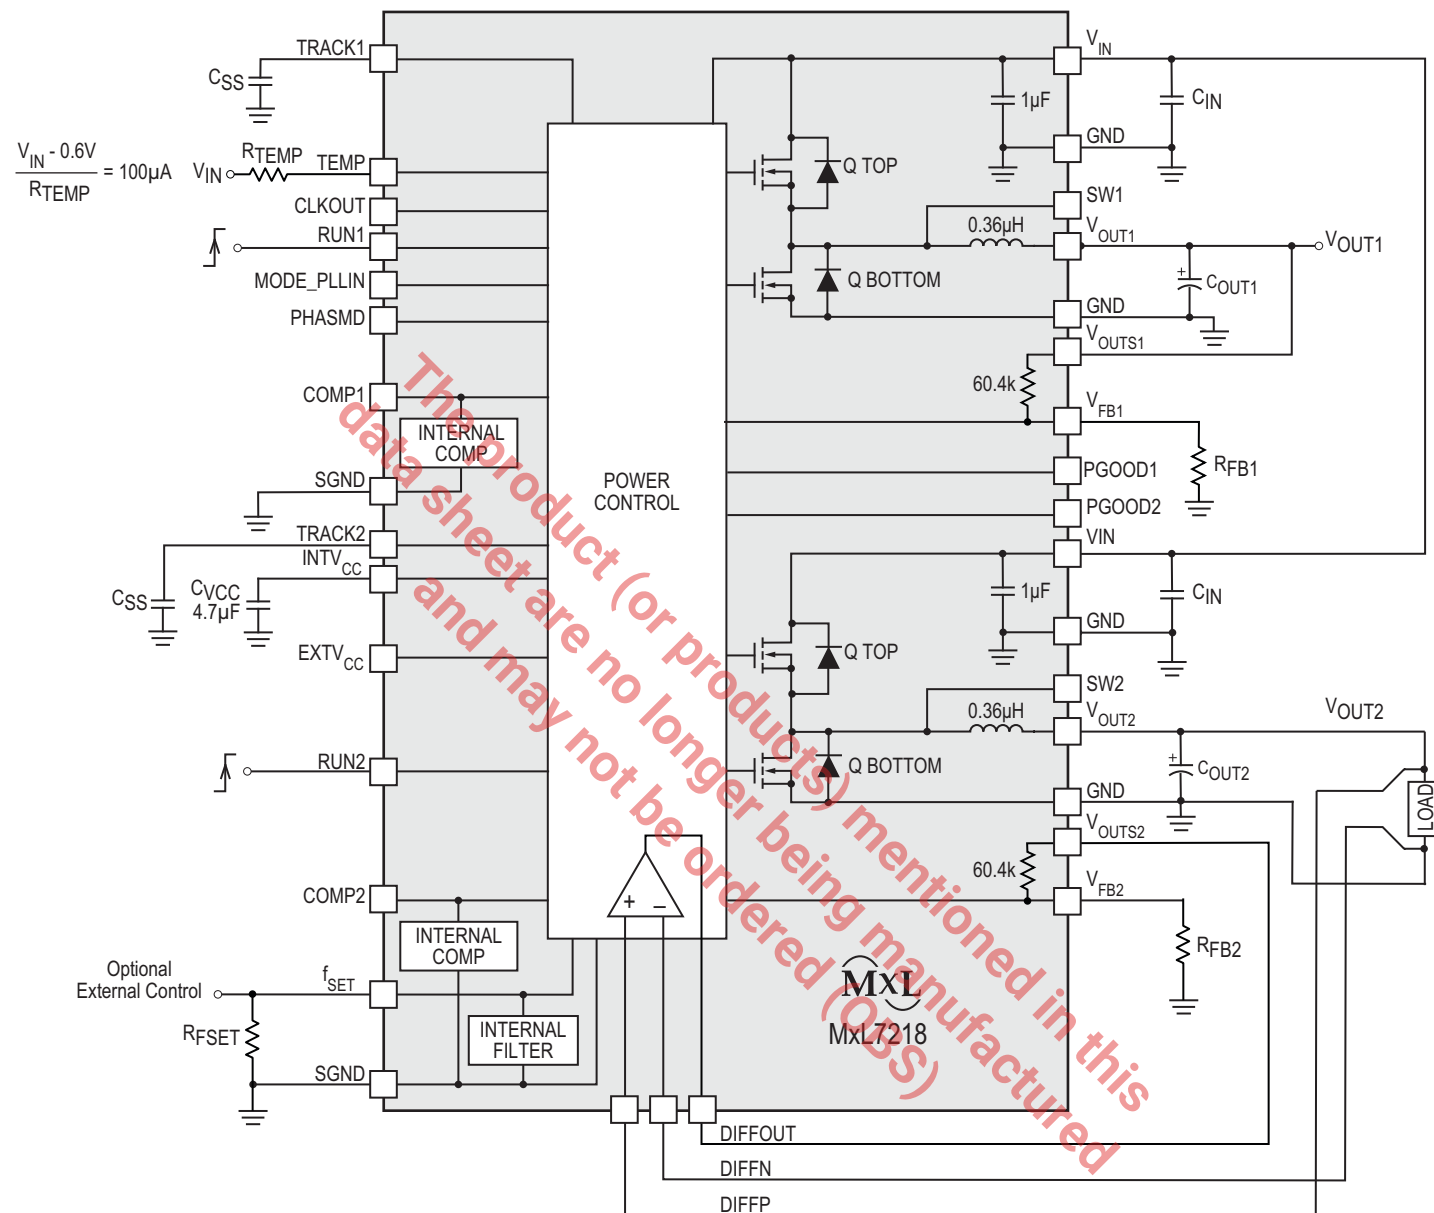 TRACK1
CSS
VIN - 0.6V
RTEMP
= 100µA
VIN
RTEMP
TEMP
CLKOUT
RUN1
MODE_PLLIN
PHASMD
COMP1
INTERNAL
COMP
SGND
TRACK2
INTVCC
CSS
CVCC
4.7µF
EXTVCC
RUN2
COMP2
INTERNAL
COMP
Optional
External Control
fSET
RFSET
INTERNAL
FILTER
SGND
POWER
CONTROL
+ −
Q TOP
Q BOTTOM
1µF
0.36µH
60.4k
VIN
CIN
GND
SW1
VOUT1
VOUT1
+
COUT1
GND
VOUTS1
VFB1
RFB1
PGOOD1
PGOOD2
VIN
1µF
CIN
GND
Q TOP
SW2
0.36µH
VOUT2
VOUT2
Q BOTTOM
+
COUT2
GND
LOAD
VOUTS2
60.4k
VFB2
RFB2
MxL
MxL7218
DIFFOUT
DIFFN
DIFFP
The product (or products) mentioned in this
data sheet are no longer being manufactured
and may not be ordered (OBS)